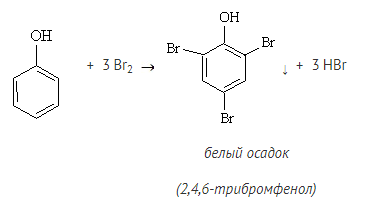 OH
OH
Br
Br
+ 3 Br₂ → ↓ + 3 HBr
Br
белый осадок
(2,4,6-трибромфенол)